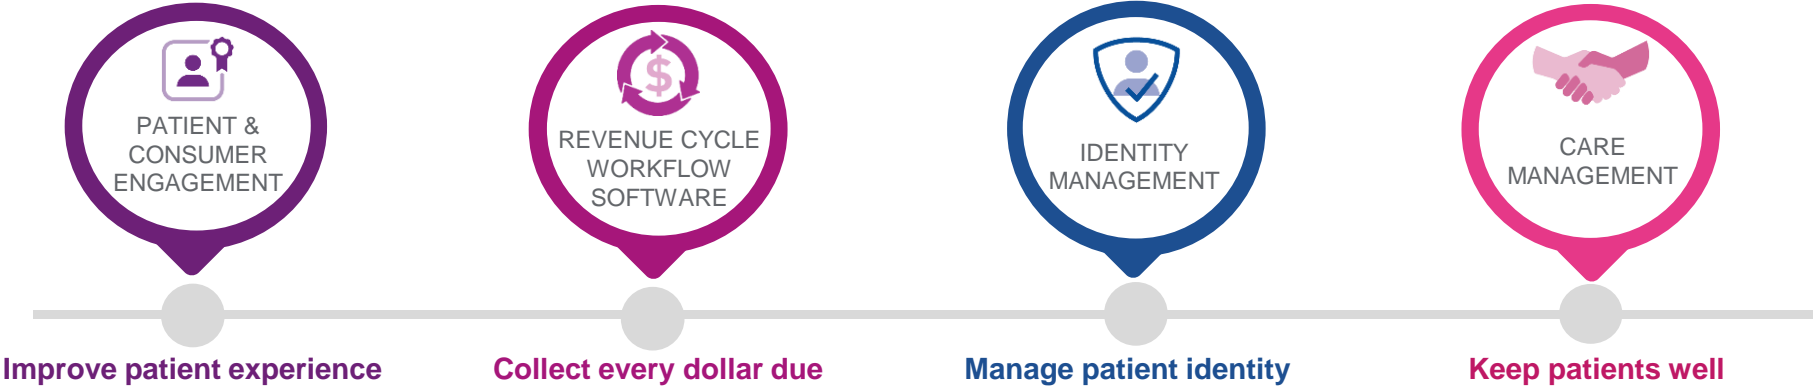 PATIENT &
CONSUMER
ENGAGEMENT
$
REVENUE CYCLE
WORKFLOW
SOFTWARE
IDENTITY
MANAGEMENT
CARE
MANAGEMENT
Improve patient experience
Collect every dollar due
Manage patient identity
Keep patients well